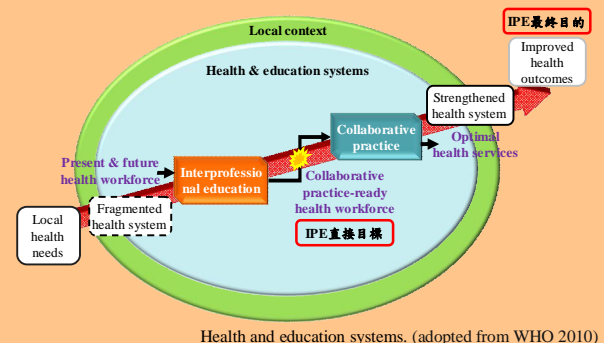 IPE最終目的
Local context
Improved
health
outcomes
Health & education systems
Strengthened
health system
Collaborative
practice
Optimal
health services
Present & future
health workforce
Interprofessio
nal education
Collaborative
practice-ready
health workforce
Fragmented
health system
IPE直接目標
Local
health
needs
Health and education systems. (adopted from WHO 2010)